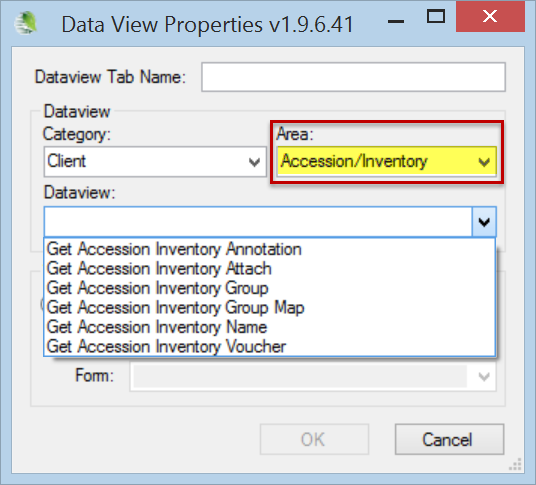 Data View Properties v1.9.6.41
Dataview Tab Name:
Dataview
Category:
Area:
Client
Accession/Inventory
Dataview:
Get Accession Inventory Annotation
Get Accession Inventory Attach
Get Accession Inventory Group
Get Accession Inventory Group Map
Get Accession Inventory Name
Get Accession Inventory Voucher
Form:
OK
Cancel